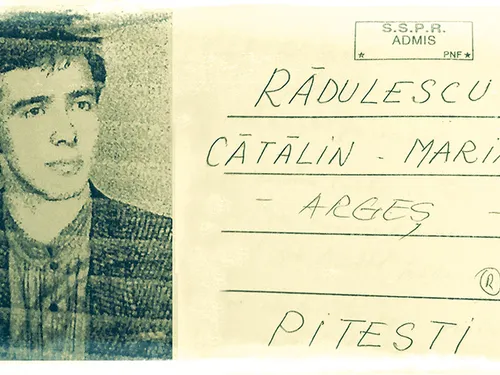 S.S.P.R.
ADMIS
* PNF *
RĂDULESCU
CĂTĂLIN - MARI
- ARGEȘ -
R
PITESTI